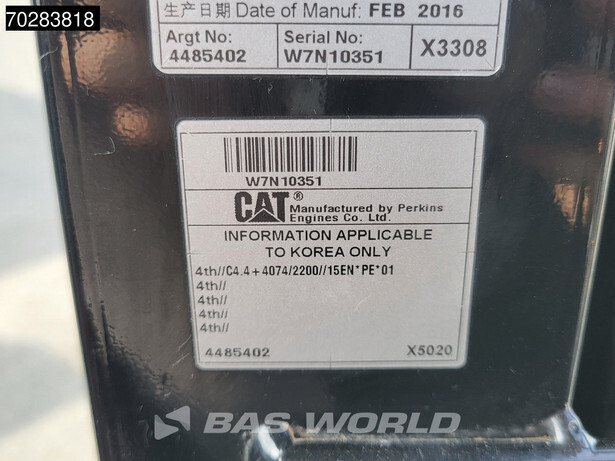 70283818
生产日期 Date of Manuf: FEB 2016
Argt No:
4485402
Serial No:
W7N10351
X3308
W7N10351
CAT® Manufactured by Perkins
Engines Co. Ltd.
INFORMATION APPLICABLE
TO KOREA ONLY
4th//C4.4+4074/2200//15EN*PE*01
4th//
4th//
4th//
4th//
4485402 X5020
BAS WORLD